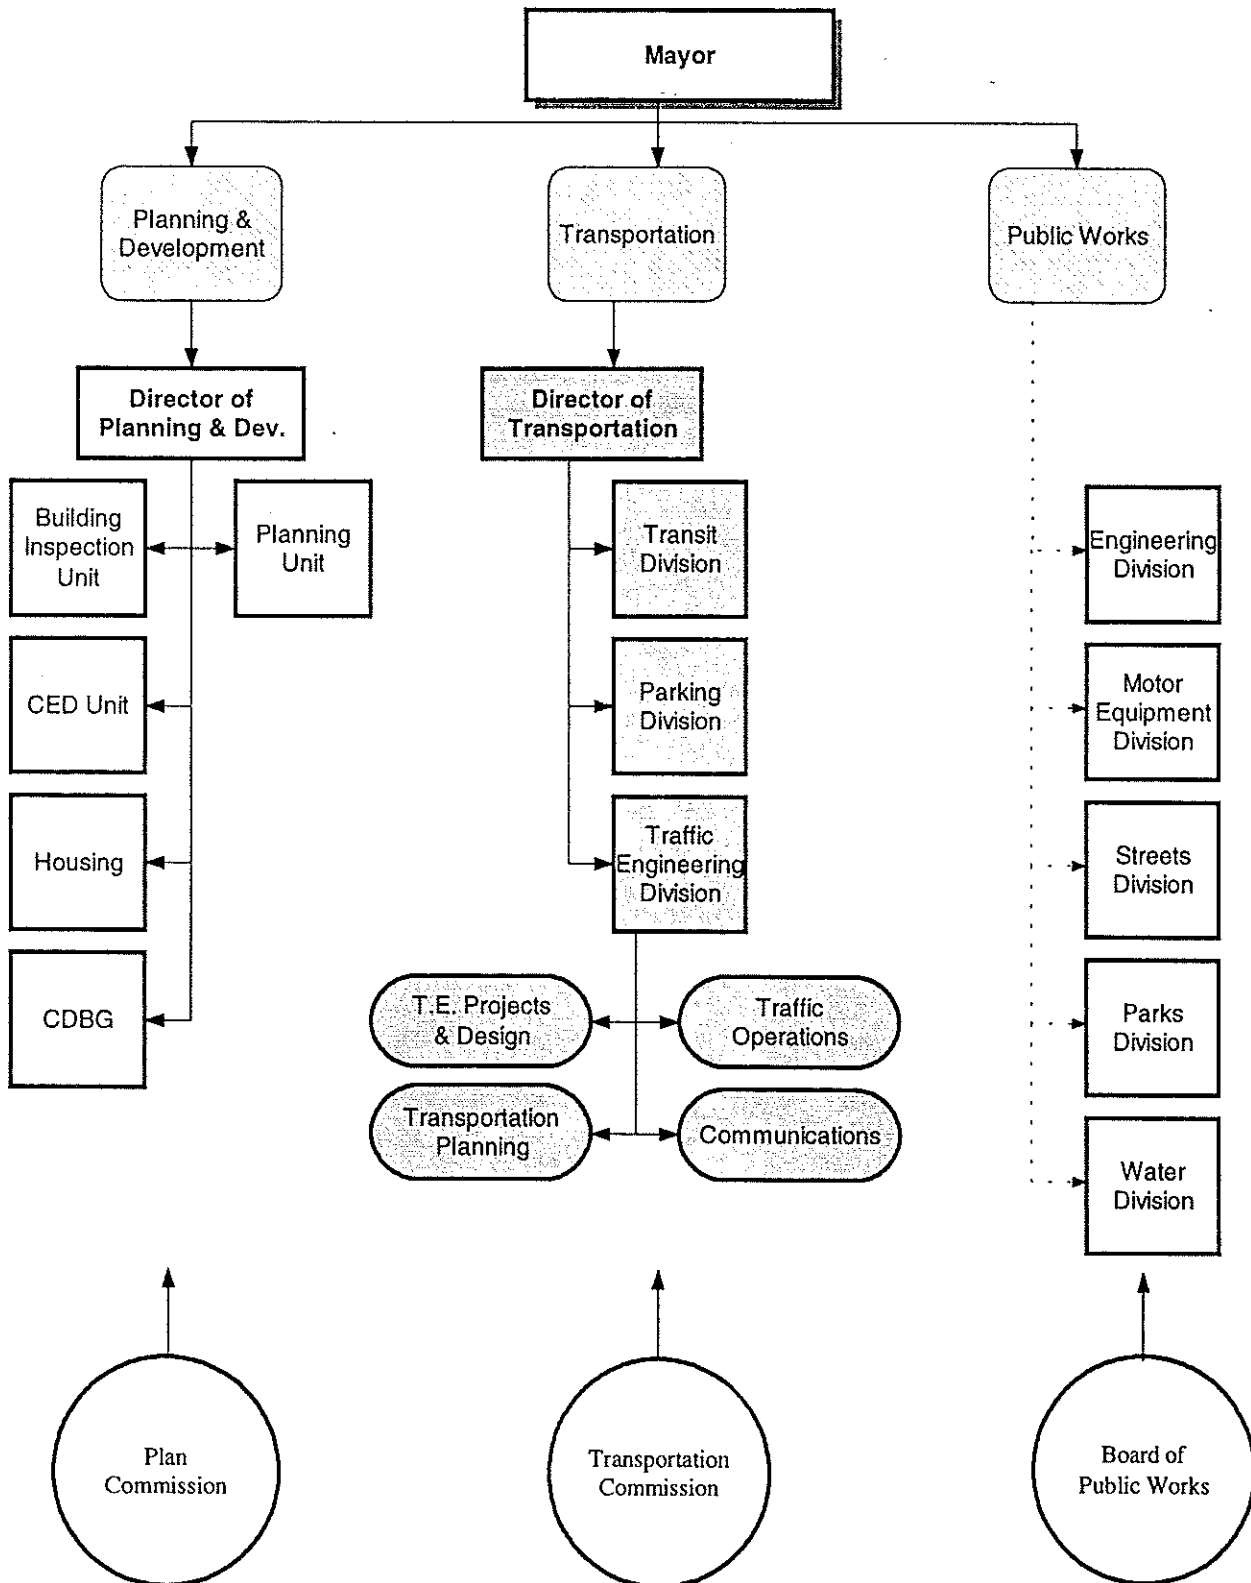 Mayor
Planning &
Development
Transportation
Public Works
Director of
Planning & Dev.
Director of
Transportation
Building
Inspection
Unit
Planning
Unit
Transit
Division
Engineering
Division
CED Unit
Parking
Division
Motor
Equipment
Division
Housing
Traffic
Engineering
Division
Streets
Division
CDBG
T.E. Projects
& Design
Traffic
Operations
Parks
Division
Transportation
Planning
Communications
Water
Division
Plan
Commission
Transportation
Commission
Board of
Public Works